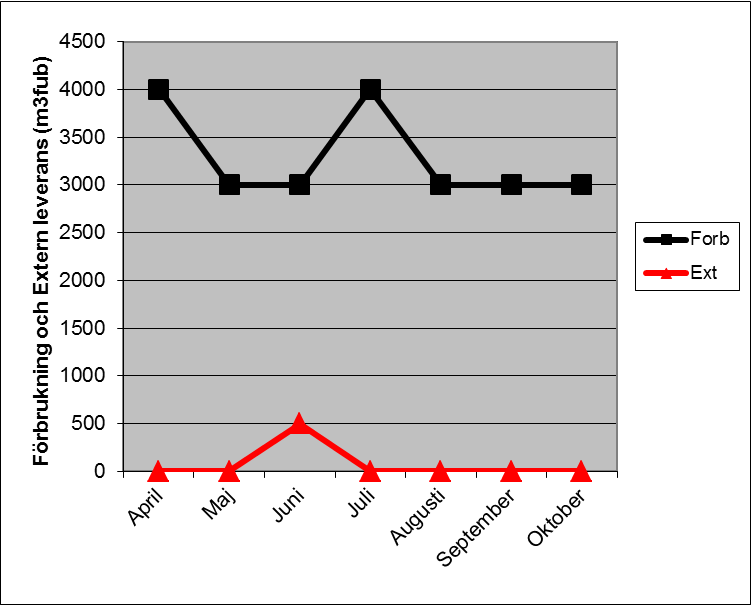 Förbrukning och Extern leverans (m3fub)
4500
4000
3500
3000
2500
2000
1500
1000
500
0
April
Maj
Juni
Juli
Augusti
September
Oktober
Forb
Ext